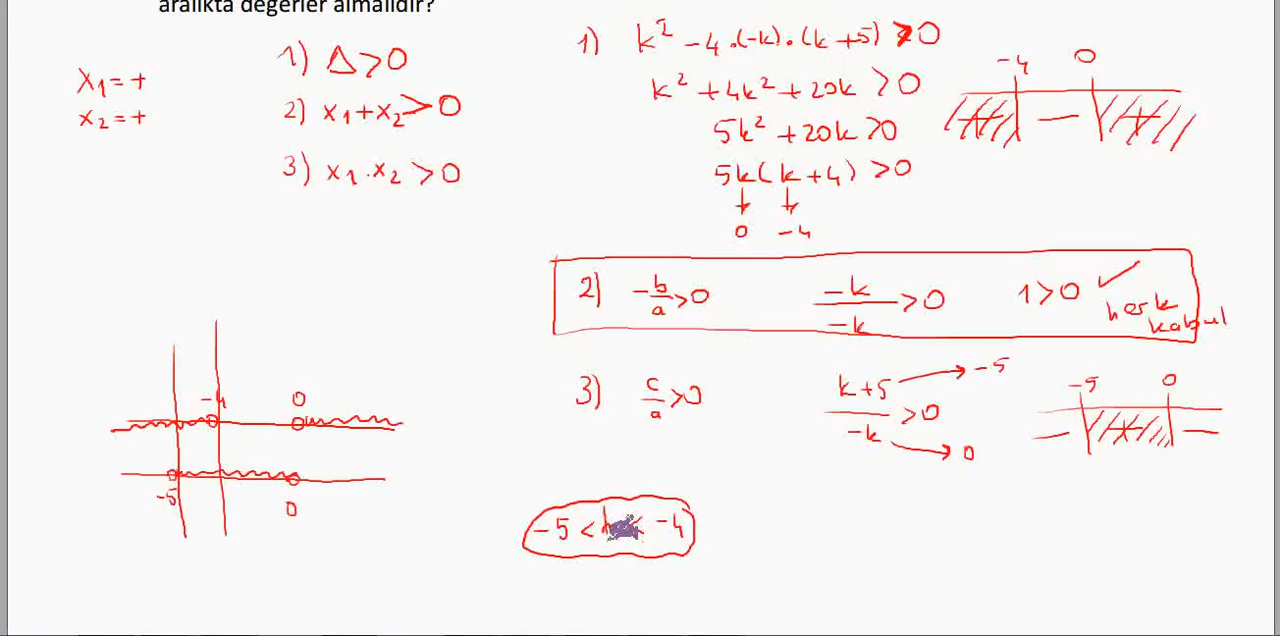 aralıkta değerler almalıdır?
x₁ = +
x₂ = +
1) Δ > 0
2) x₁ + x₂ > 0
3) x₁ . x₂ > 0
1) k² - 4 . (-k) . (k + 5) > 0
k² + 4k² + 20k > 0
5k² + 20k > 0
5k (k + 4) > 0
0 -4
-4 0
+ - +
2) -b/a > 0 -k/-k > 0 1 > 0 ✓ her k kabul
3) c/a > 0 k+5/-k > 0
-5
0
-5 0
- + -
-4 0
-5 0
-5 < < -4